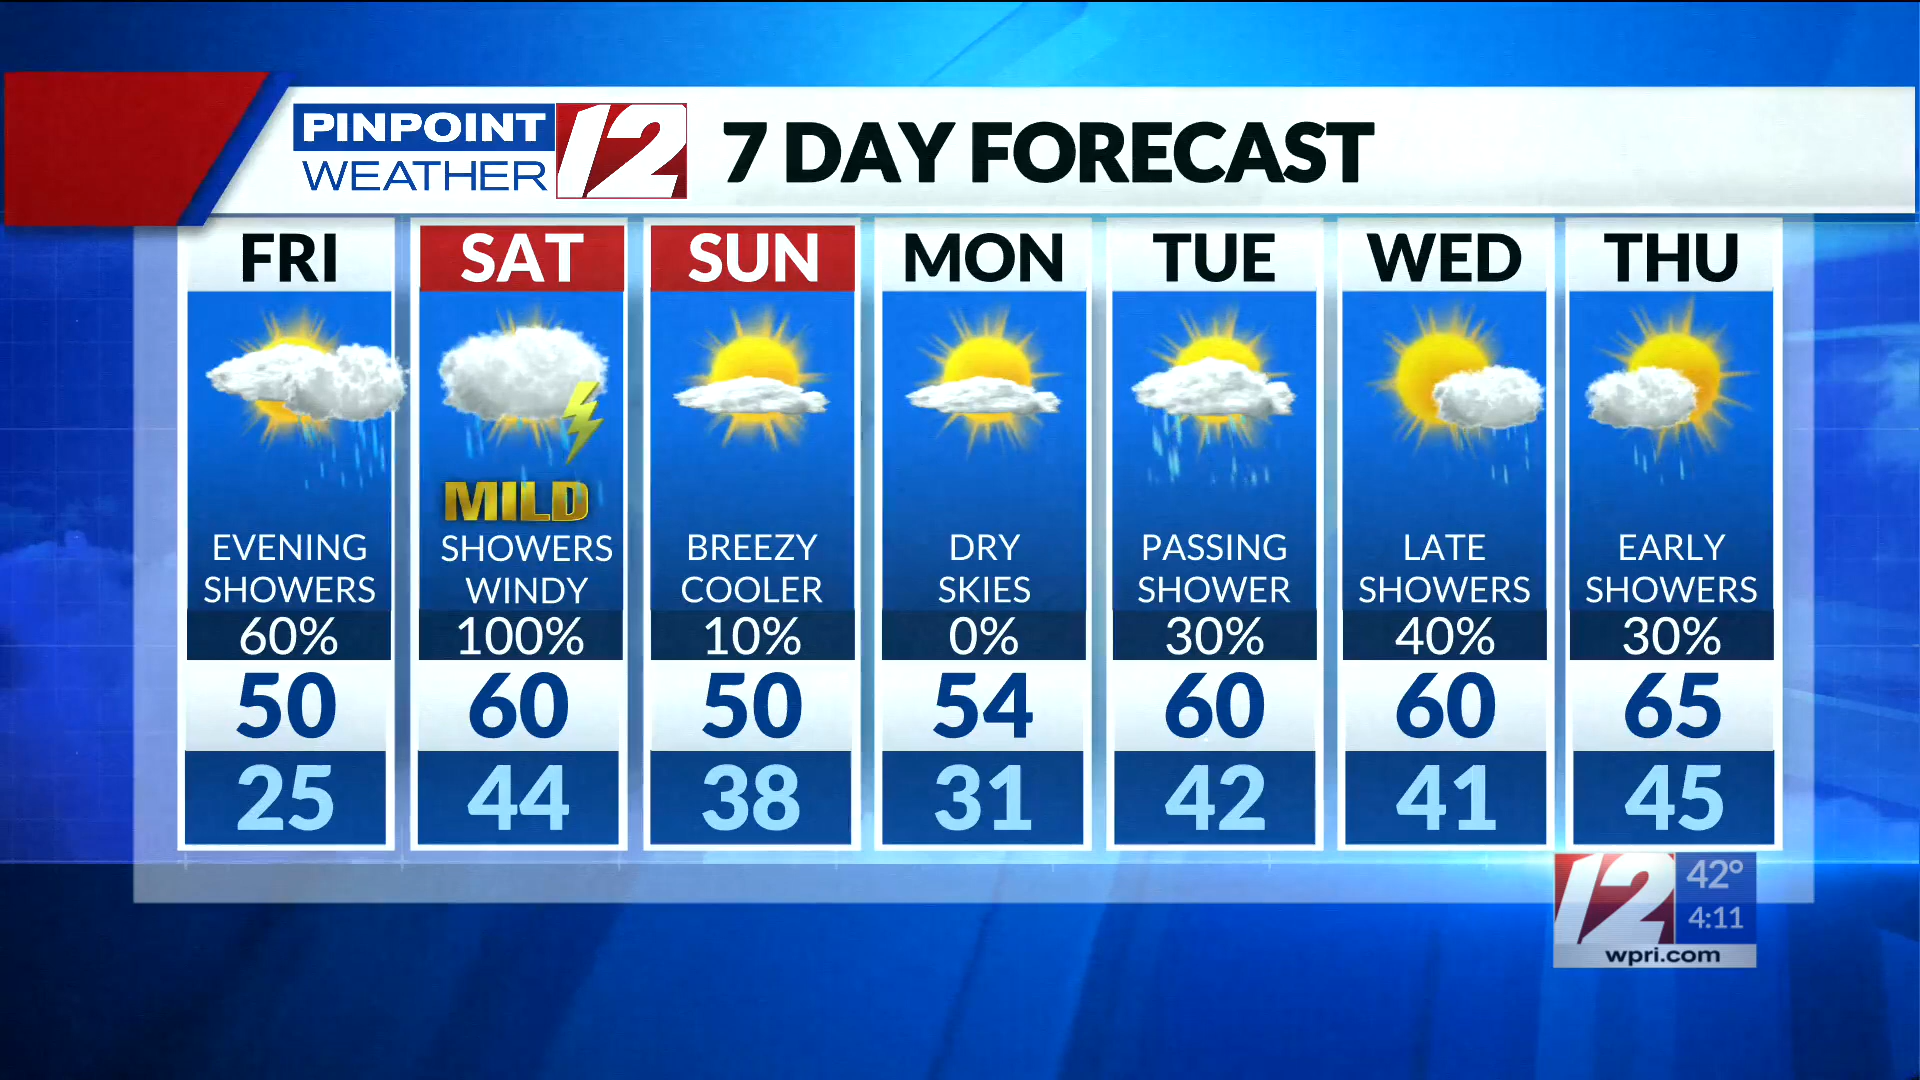 PINPOINT
WEATHER 12
7 DAY FORECAST
FRI SAT SUN MON TUE WED THU
MILD
EVENING SHOWERS BREEZY DRY PASSING LATE EARLY
SHOWERS WINDY COOLER SKIES SHOWER SHOWERS SHOWERS
60% 100% 10% 0% 30% 40% 30%
50 60 50 54 60 60 65
25 44 38 31 42 41 45
12
42°
4:11
wpri.com